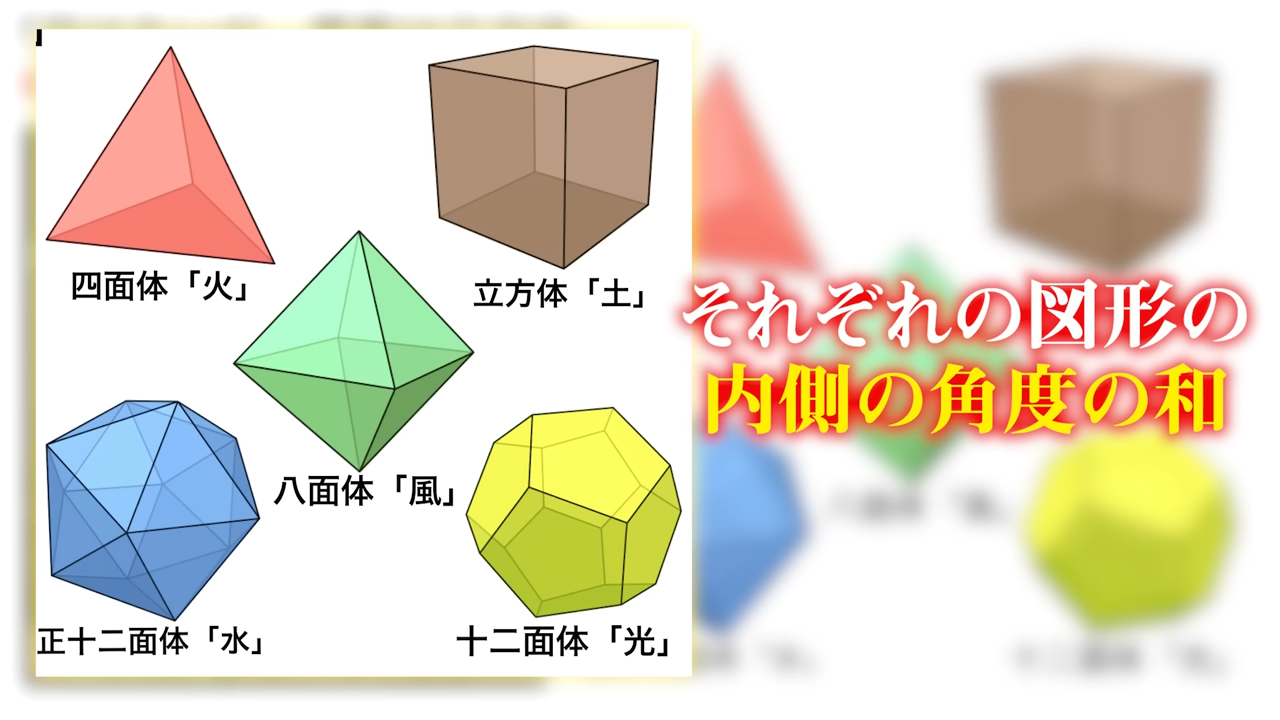 四面体「火」
立方体「土」
八面体「風」
正十二面体「水」
十二面体「光」
それぞれの図形の
内側の角度の和